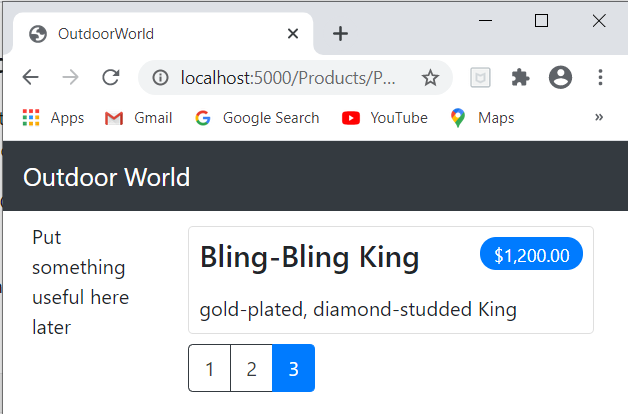 OutdoorWorld
localhost:5000/Products/P...
Apps Gmail Google Search YouTube Maps »
Outdoor World
Put
something
useful here
later
Bling-Bling King
$1,200.00
gold-plated, diamond-studded King
1 2 3